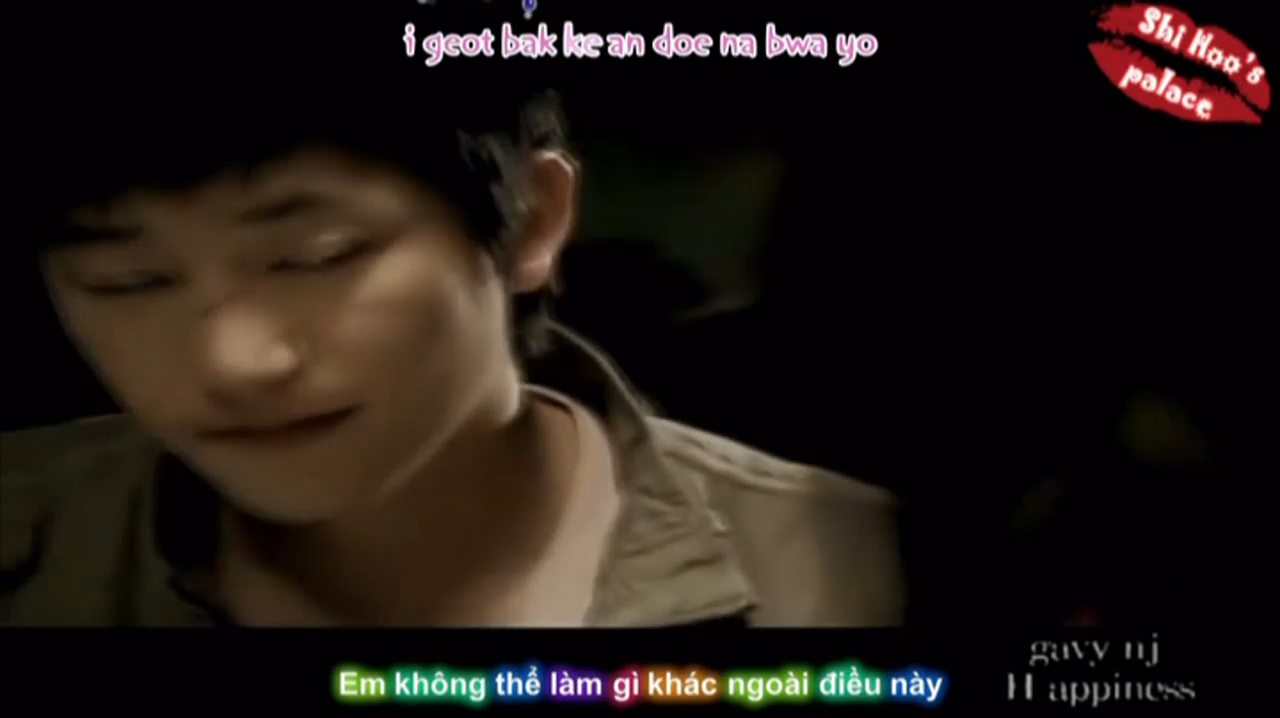 i geot bak ke an doe na bwa yo
Shi Hoo's
palace
gavy nj
Happiness
Em không thể làm gì khác ngoài điều này